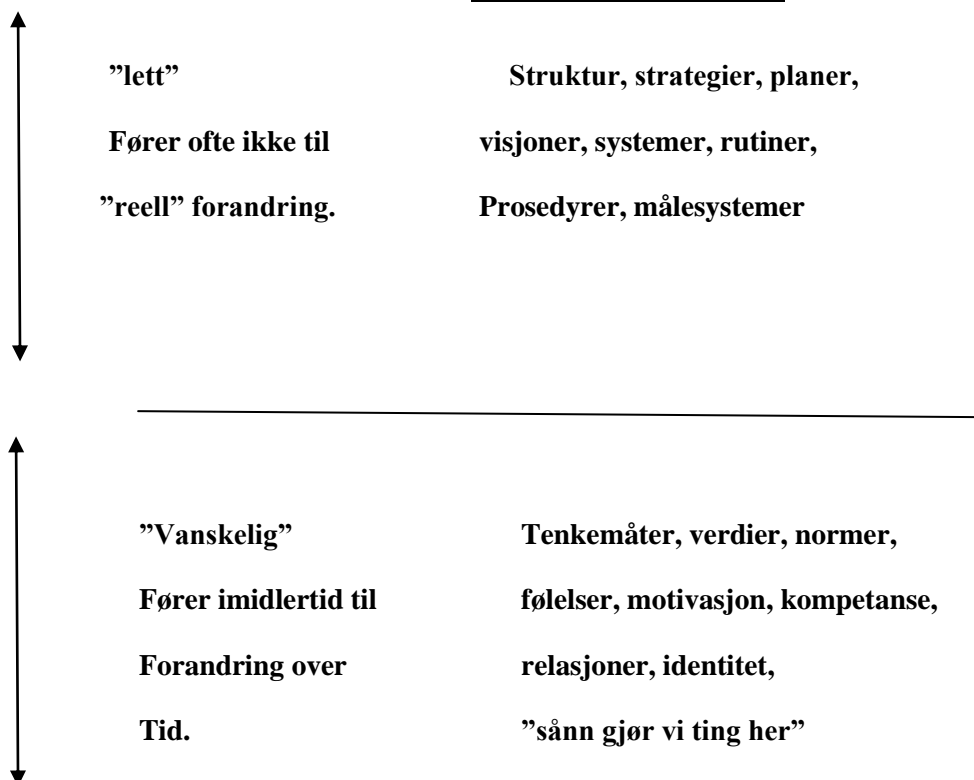 ”lett” Struktur, strategier, planer,
Fører ofte ikke til visjoner, systemer, rutiner,
”reell” forandring. Prosedyrer, målesystemer
”Vanskelig” Tenkemåter, verdier, normer,
Fører imidlertid til følelser, motivasjon, kompetanse,
Forandring over relasjoner, identitet,
Tid. ”sånn gjør vi ting her”